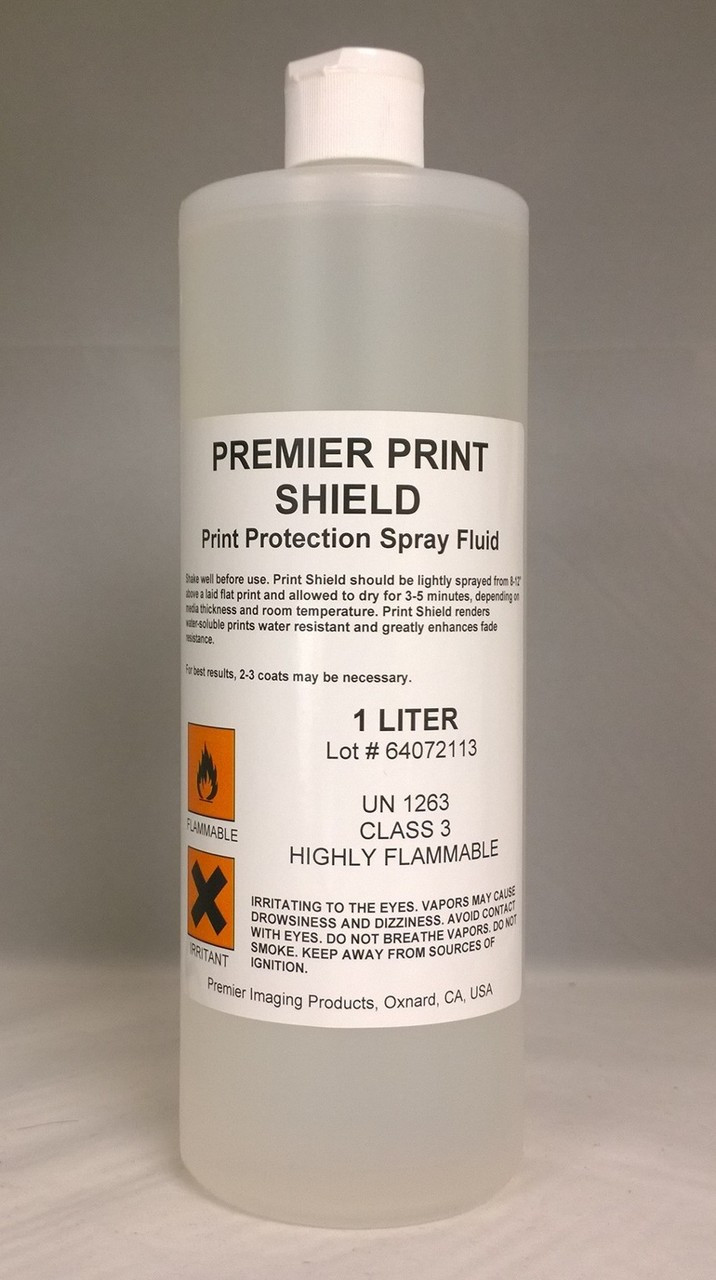 PREMIER PRINT
SHIELD
Print Protection Spray Fluid
Shake well before use. Print Shield should be lightly sprayed from 8-12"
above a laid flat print and allowed to dry for 3-5 minutes, depending on
media thickness and room temperature. Print Shield renders
water-soluble prints water resistant and greatly enhances fade
resistance.
For best results, 2-3 coats may be necessary.
1 LITER
Lot # 64072113
UN 1263
CLASS 3
HIGHLY FLAMMABLE
FLAMMABLE
IRRITANT
IRRITATING TO THE EYES. VAPORS MAY CAUSE
DROWSINESS AND DIZZINESS. AVOID CONTACT
WITH EYES. DO NOT BREATHE VAPORS. DO NOT
SMOKE. KEEP AWAY FROM SOURCES OF
IGNITION.
Premier Imaging Products, Oxnard, CA, USA